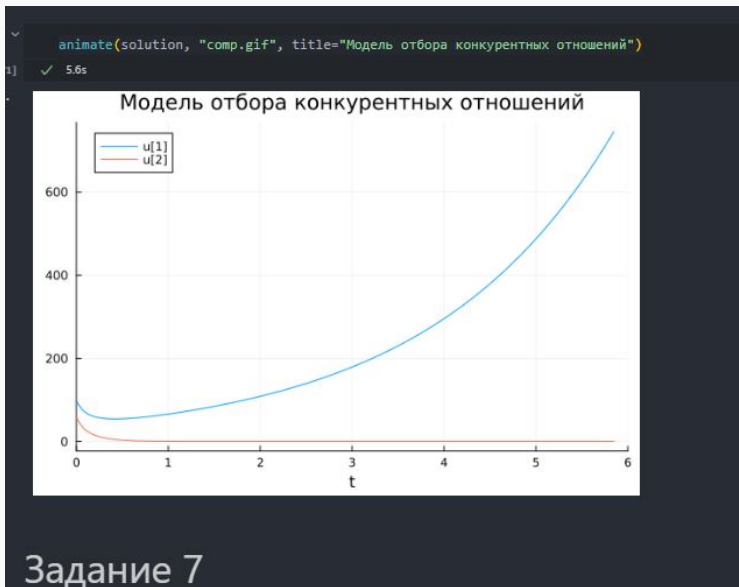 animate(solution, "comp.gif", title="Модель отбора конкурентных отношений")
1]
✓ 5.6s
Модель отбора конкурентных отношений
u[1]
u[2]
600
400
200
0
0 1 2 3 4 5 6
t
Задание 7